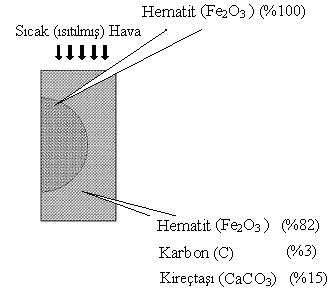 Hematit (Fe₂O₃) (%100)
Sıcak (ısıtılmış) Hava
Hematit (Fe₂O₃) (%82)
Karbon (C) (%3)
Kireçtaşı (CaCO₃) (%15)